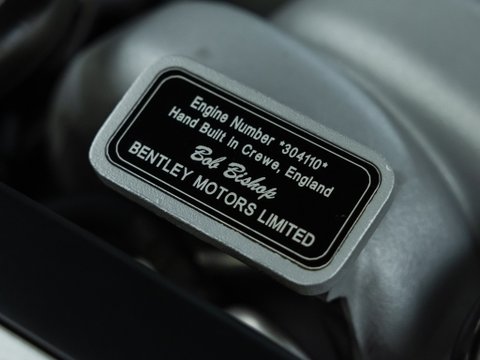 Engine Number *304110*
Hand Built in Crewe, England
Bob Bishop
BENTLEY MOTORS LIMITED